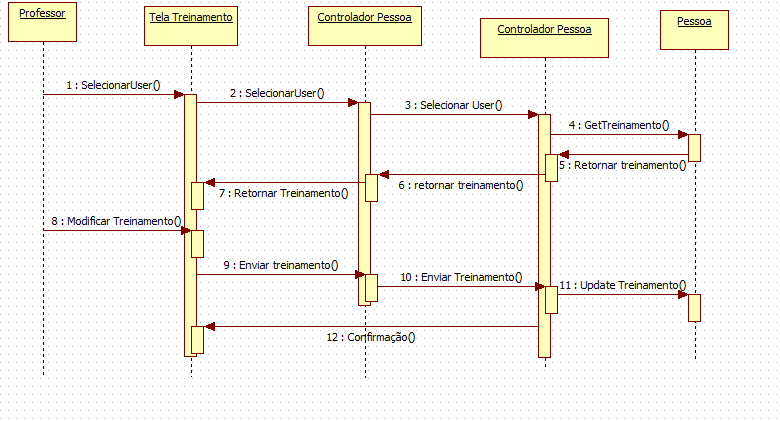 Professor
Tela Treinamento
Controlador Pessoa
Controlador Pessoa
Pessoa
1 : SelecionarUser()
2 : SelecionarUser()
3 : Selecionar User()
4 : GetTreinamento()
5 : Retornar treinamento()
6 : retornar treinamento()
7 : Retornar Treinamento()
8 : Modificar Treinamento()
9 : Enviar treinamento()
10 : Enviar Treinamento()
11 : Update Treinamento()
12 : Confirmação()